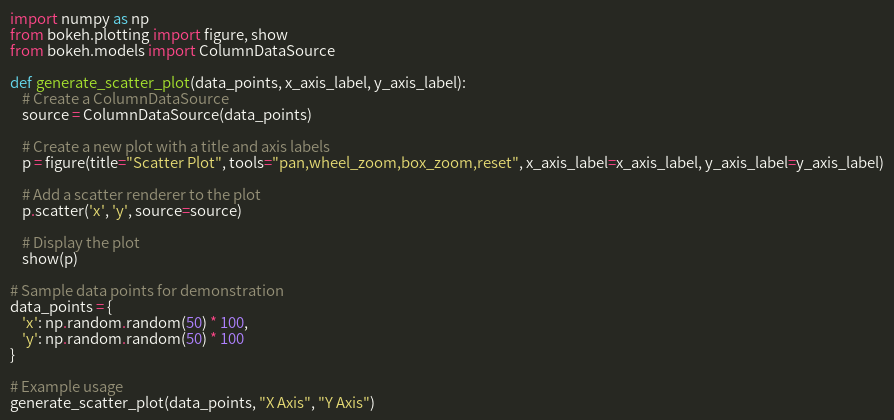 import numpy as np
from bokeh.plotting import figure, show
from bokeh.models import ColumnDataSource

def generate_scatter_plot(data_points, x_axis_label, y_axis_label):
    # Create a ColumnDataSource
    source = ColumnDataSource(data_points)

    # Create a new plot with a title and axis labels
    p = figure(title="Scatter Plot", tools="pan,wheel_zoom,box_zoom,reset", x_axis_label=x_axis_label, y_axis_label=y_axis_label)

    # Add a scatter renderer to the plot
    p.scatter('x', 'y', source=source)

    # Display the plot
    show(p)

# Sample data points for demonstration
data_points = {
    'x': np.random.random(50) * 100,
    'y': np.random.random(50) * 100
}

# Example usage
generate_scatter_plot(data_points, "X Axis", "Y Axis")